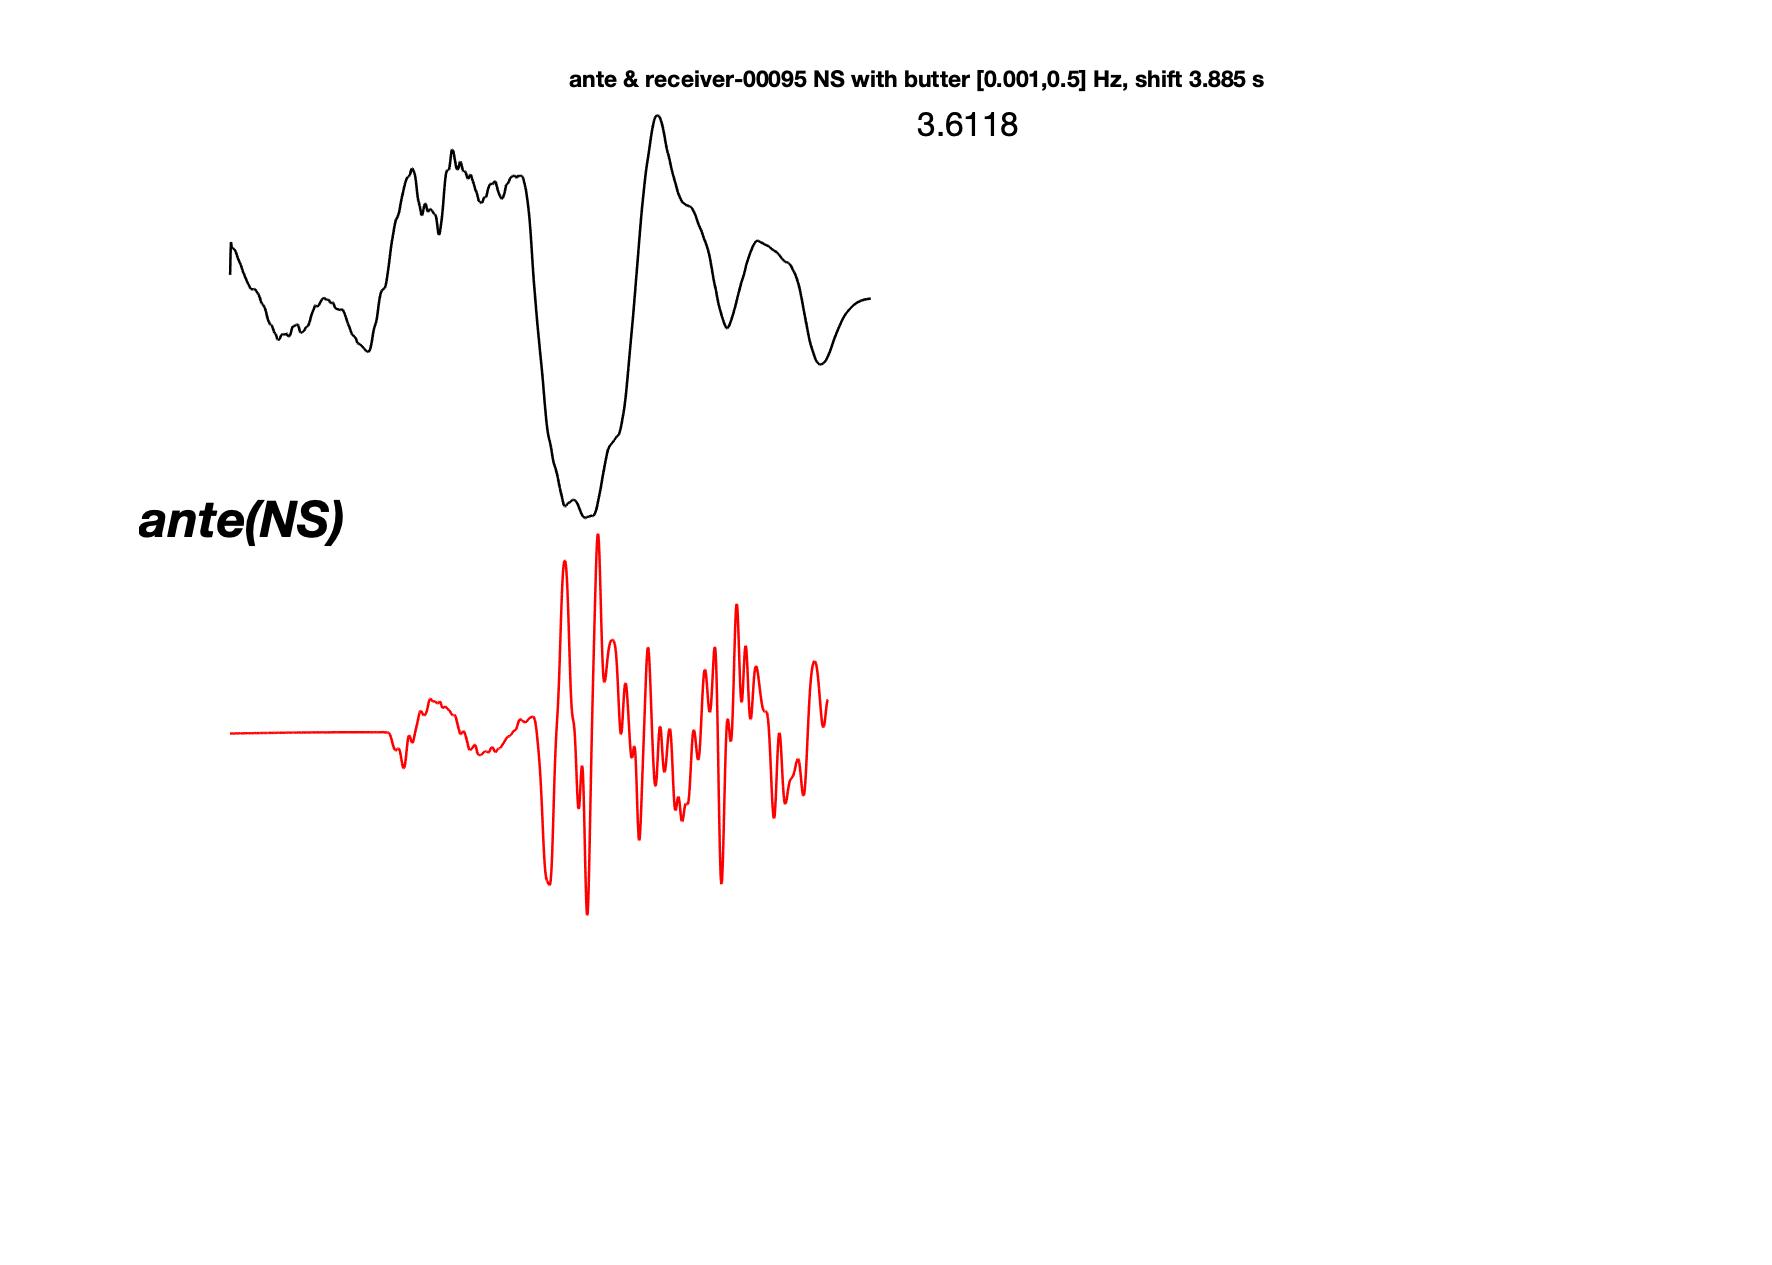 ante & receiver-00095 NS with butter [0.001,0.5] Hz, shift 3.885 s
3.6118
ante(NS)